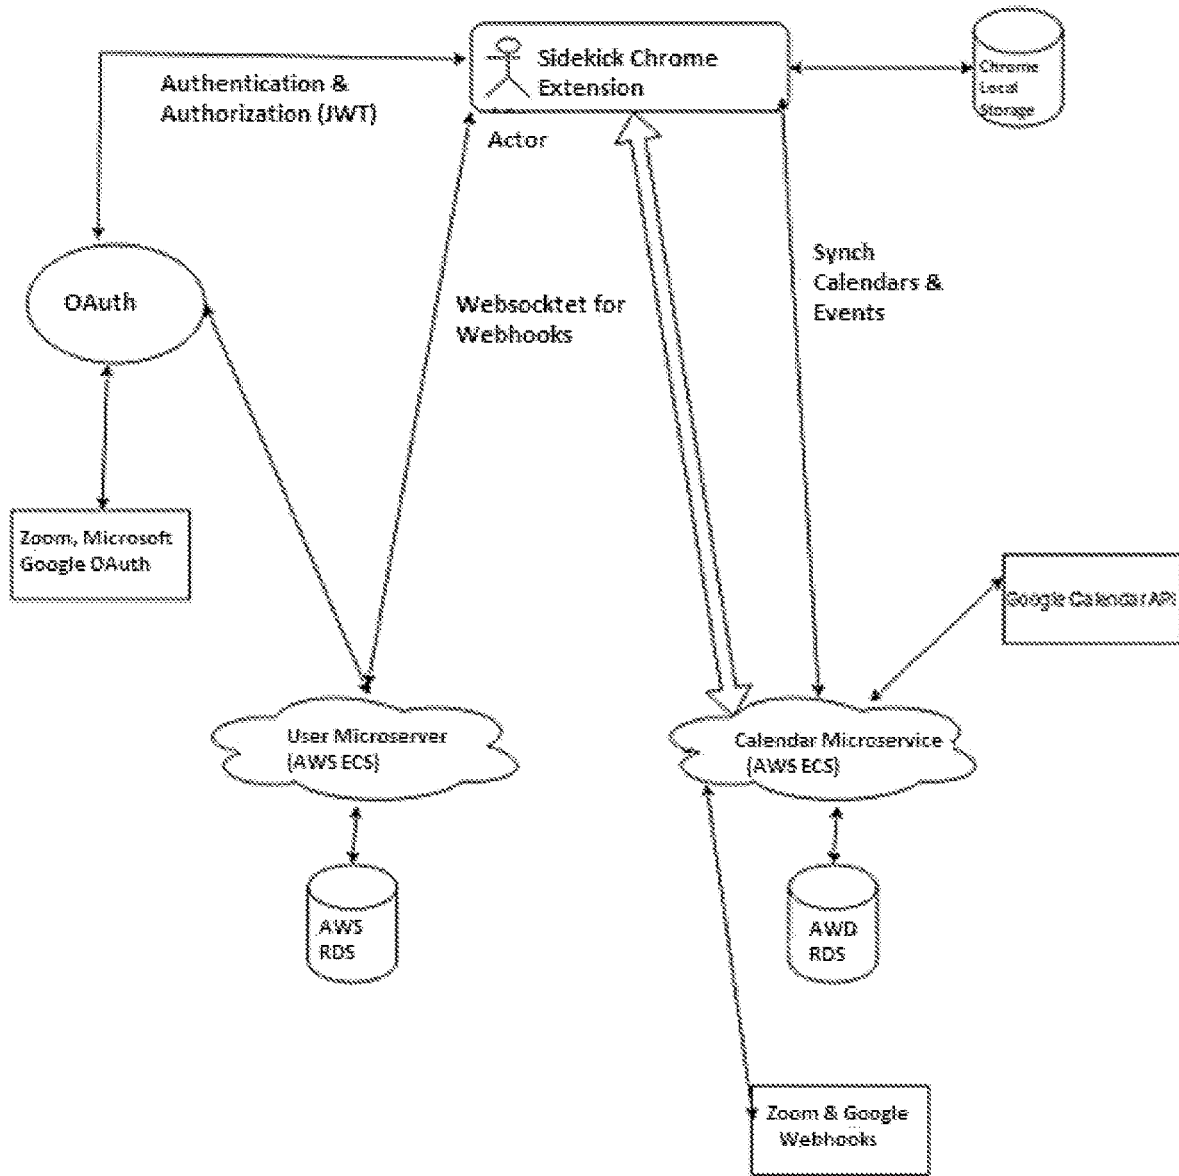 Sidekick Chrome
Extension
Chrome
Local
Storage
Authentication &
Authorization (JWT)
Actor
OAuth
Synch
Calendars &
Events
Websocktet for
Webhooks
Zoom, Microsoft
Google OAuth
Google Calendar API
User Microserver
(AWS ECS)
Calendar Microservice
(AWS ECS)
AWS
RDS
AWD
RDS
Zoom & Google
Webhooks